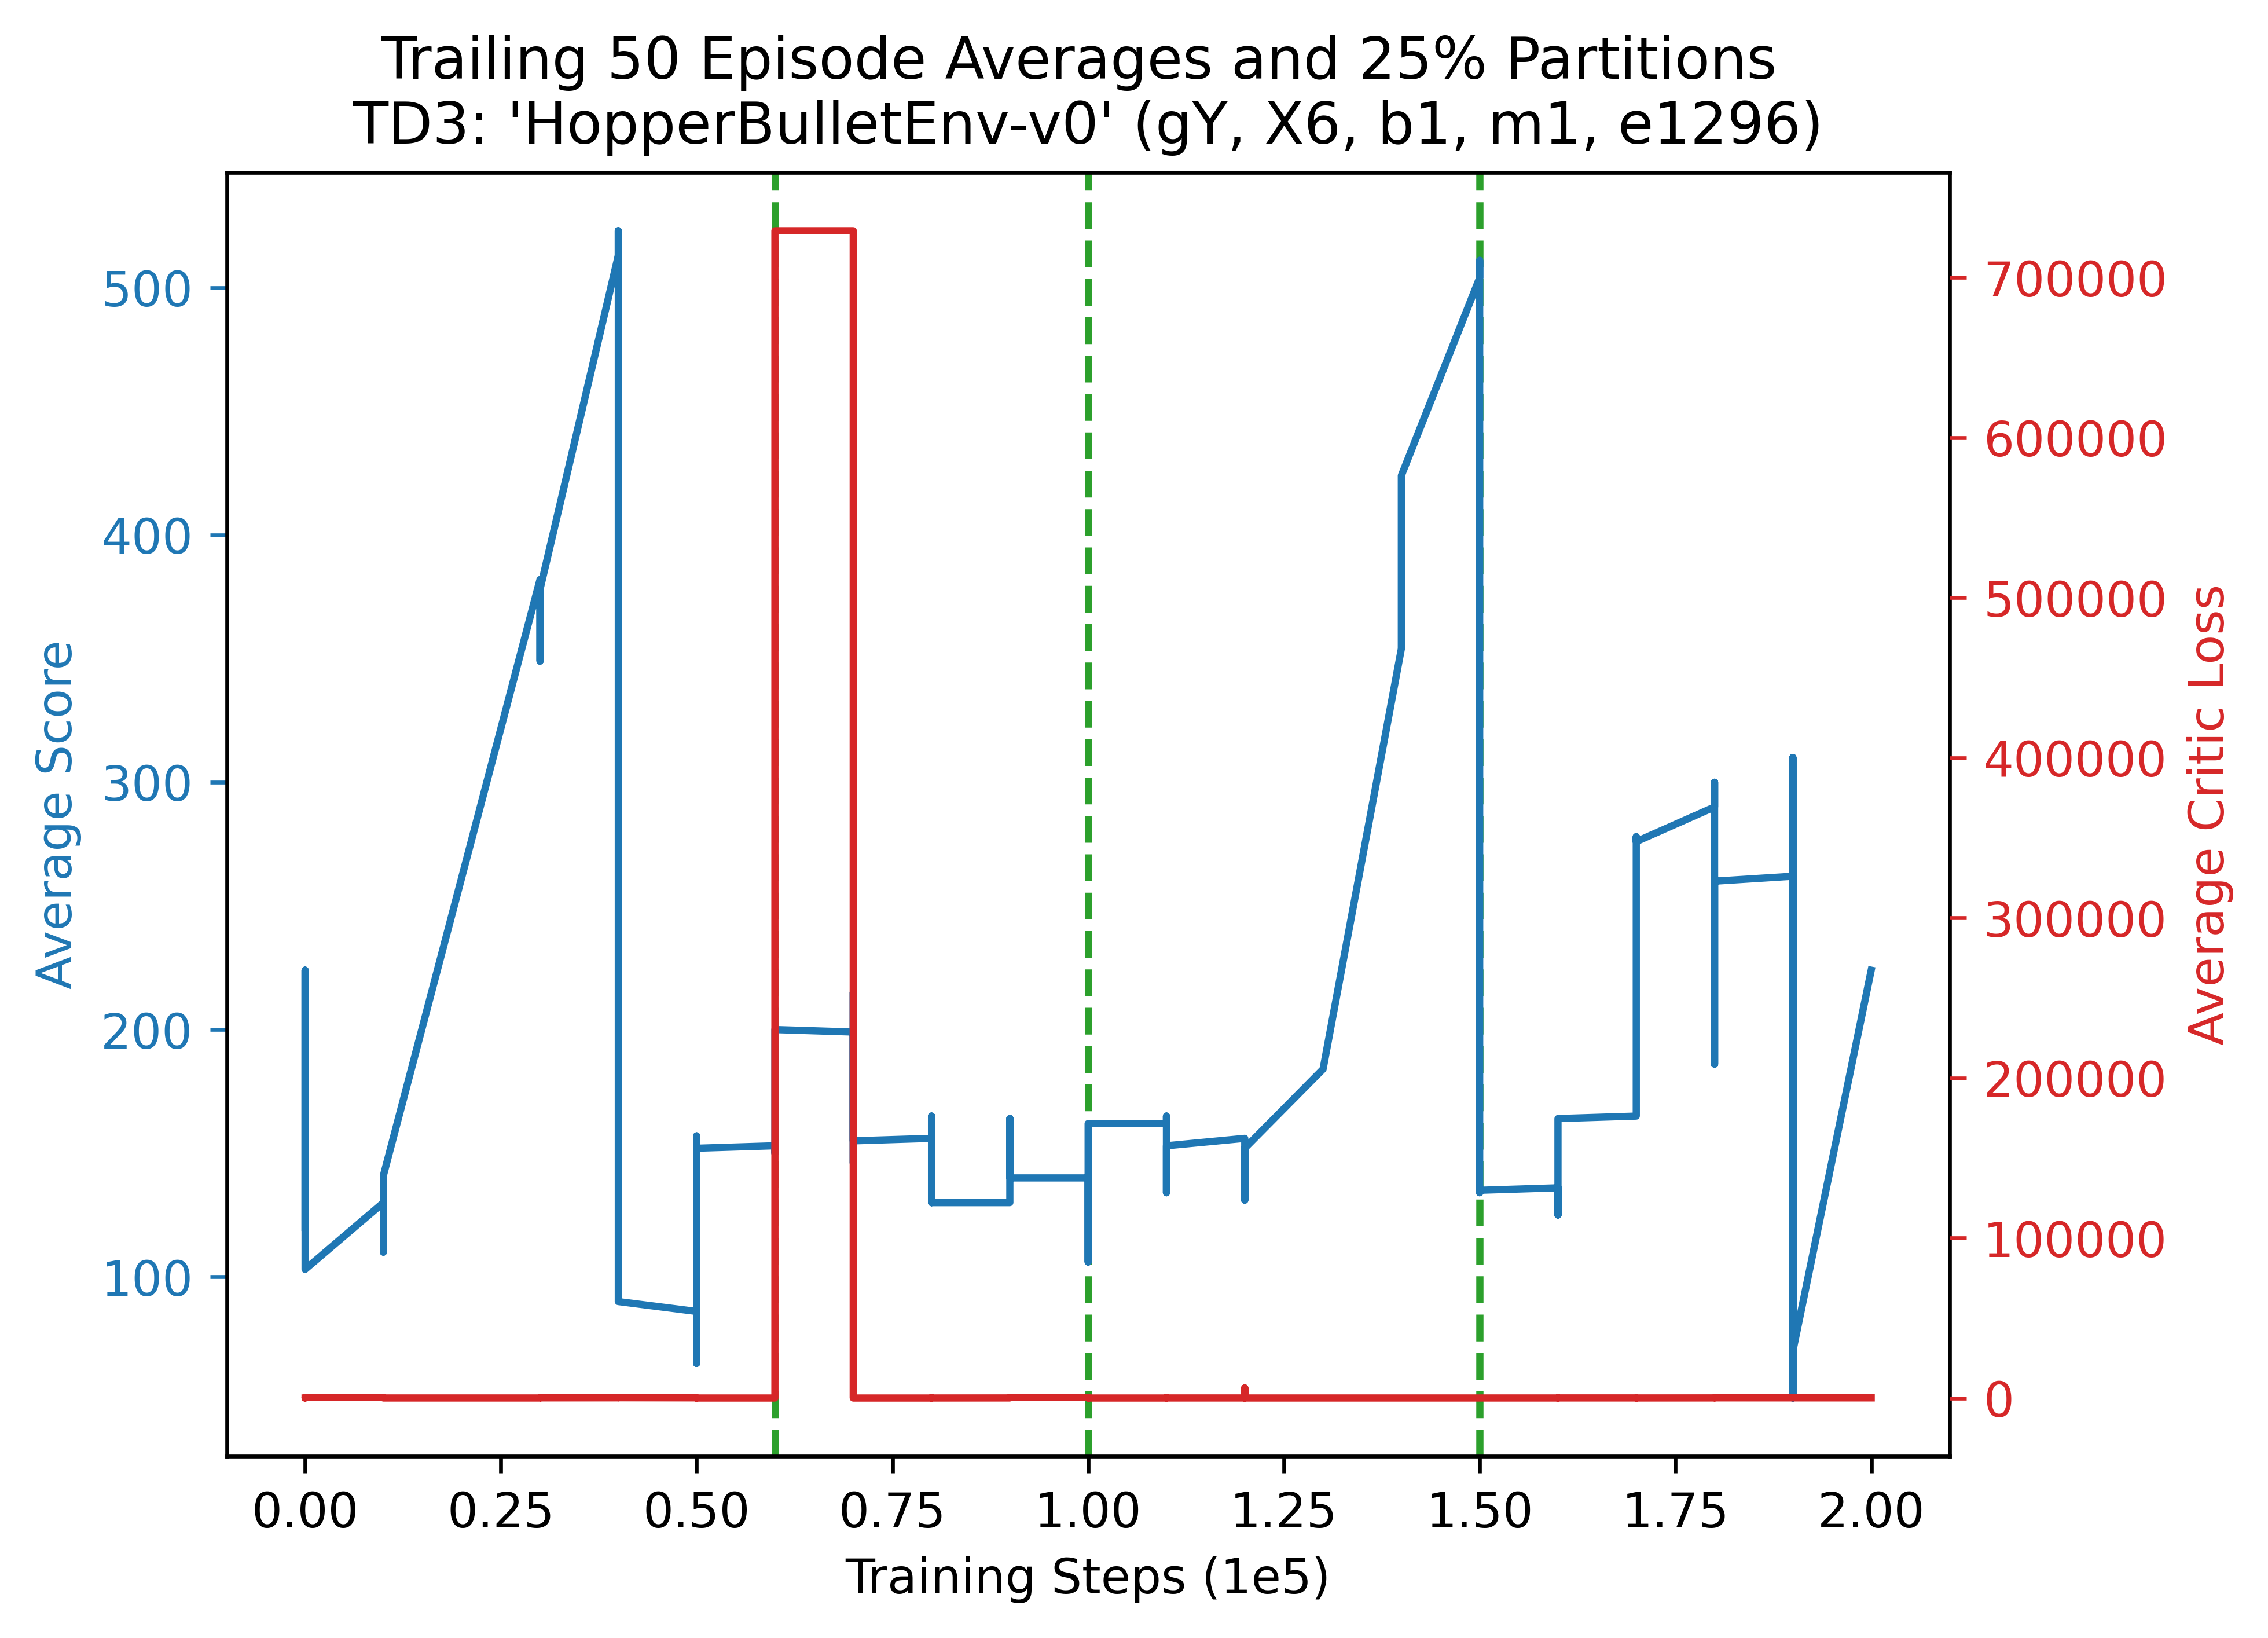 Trailing 50 Episode Averages and 25% Partitions
TD3: 'HopperBulletEnv-v0' (gY, X6, b1, m1, e1296)
Average Score
500
400
300
200
100
700000
600000
500000
400000
300000
200000
100000
0
Average Critic Loss
0.00 0.25 0.50 0.75 1.00 1.25 1.50 1.75 2.00
Training Steps (1e5)